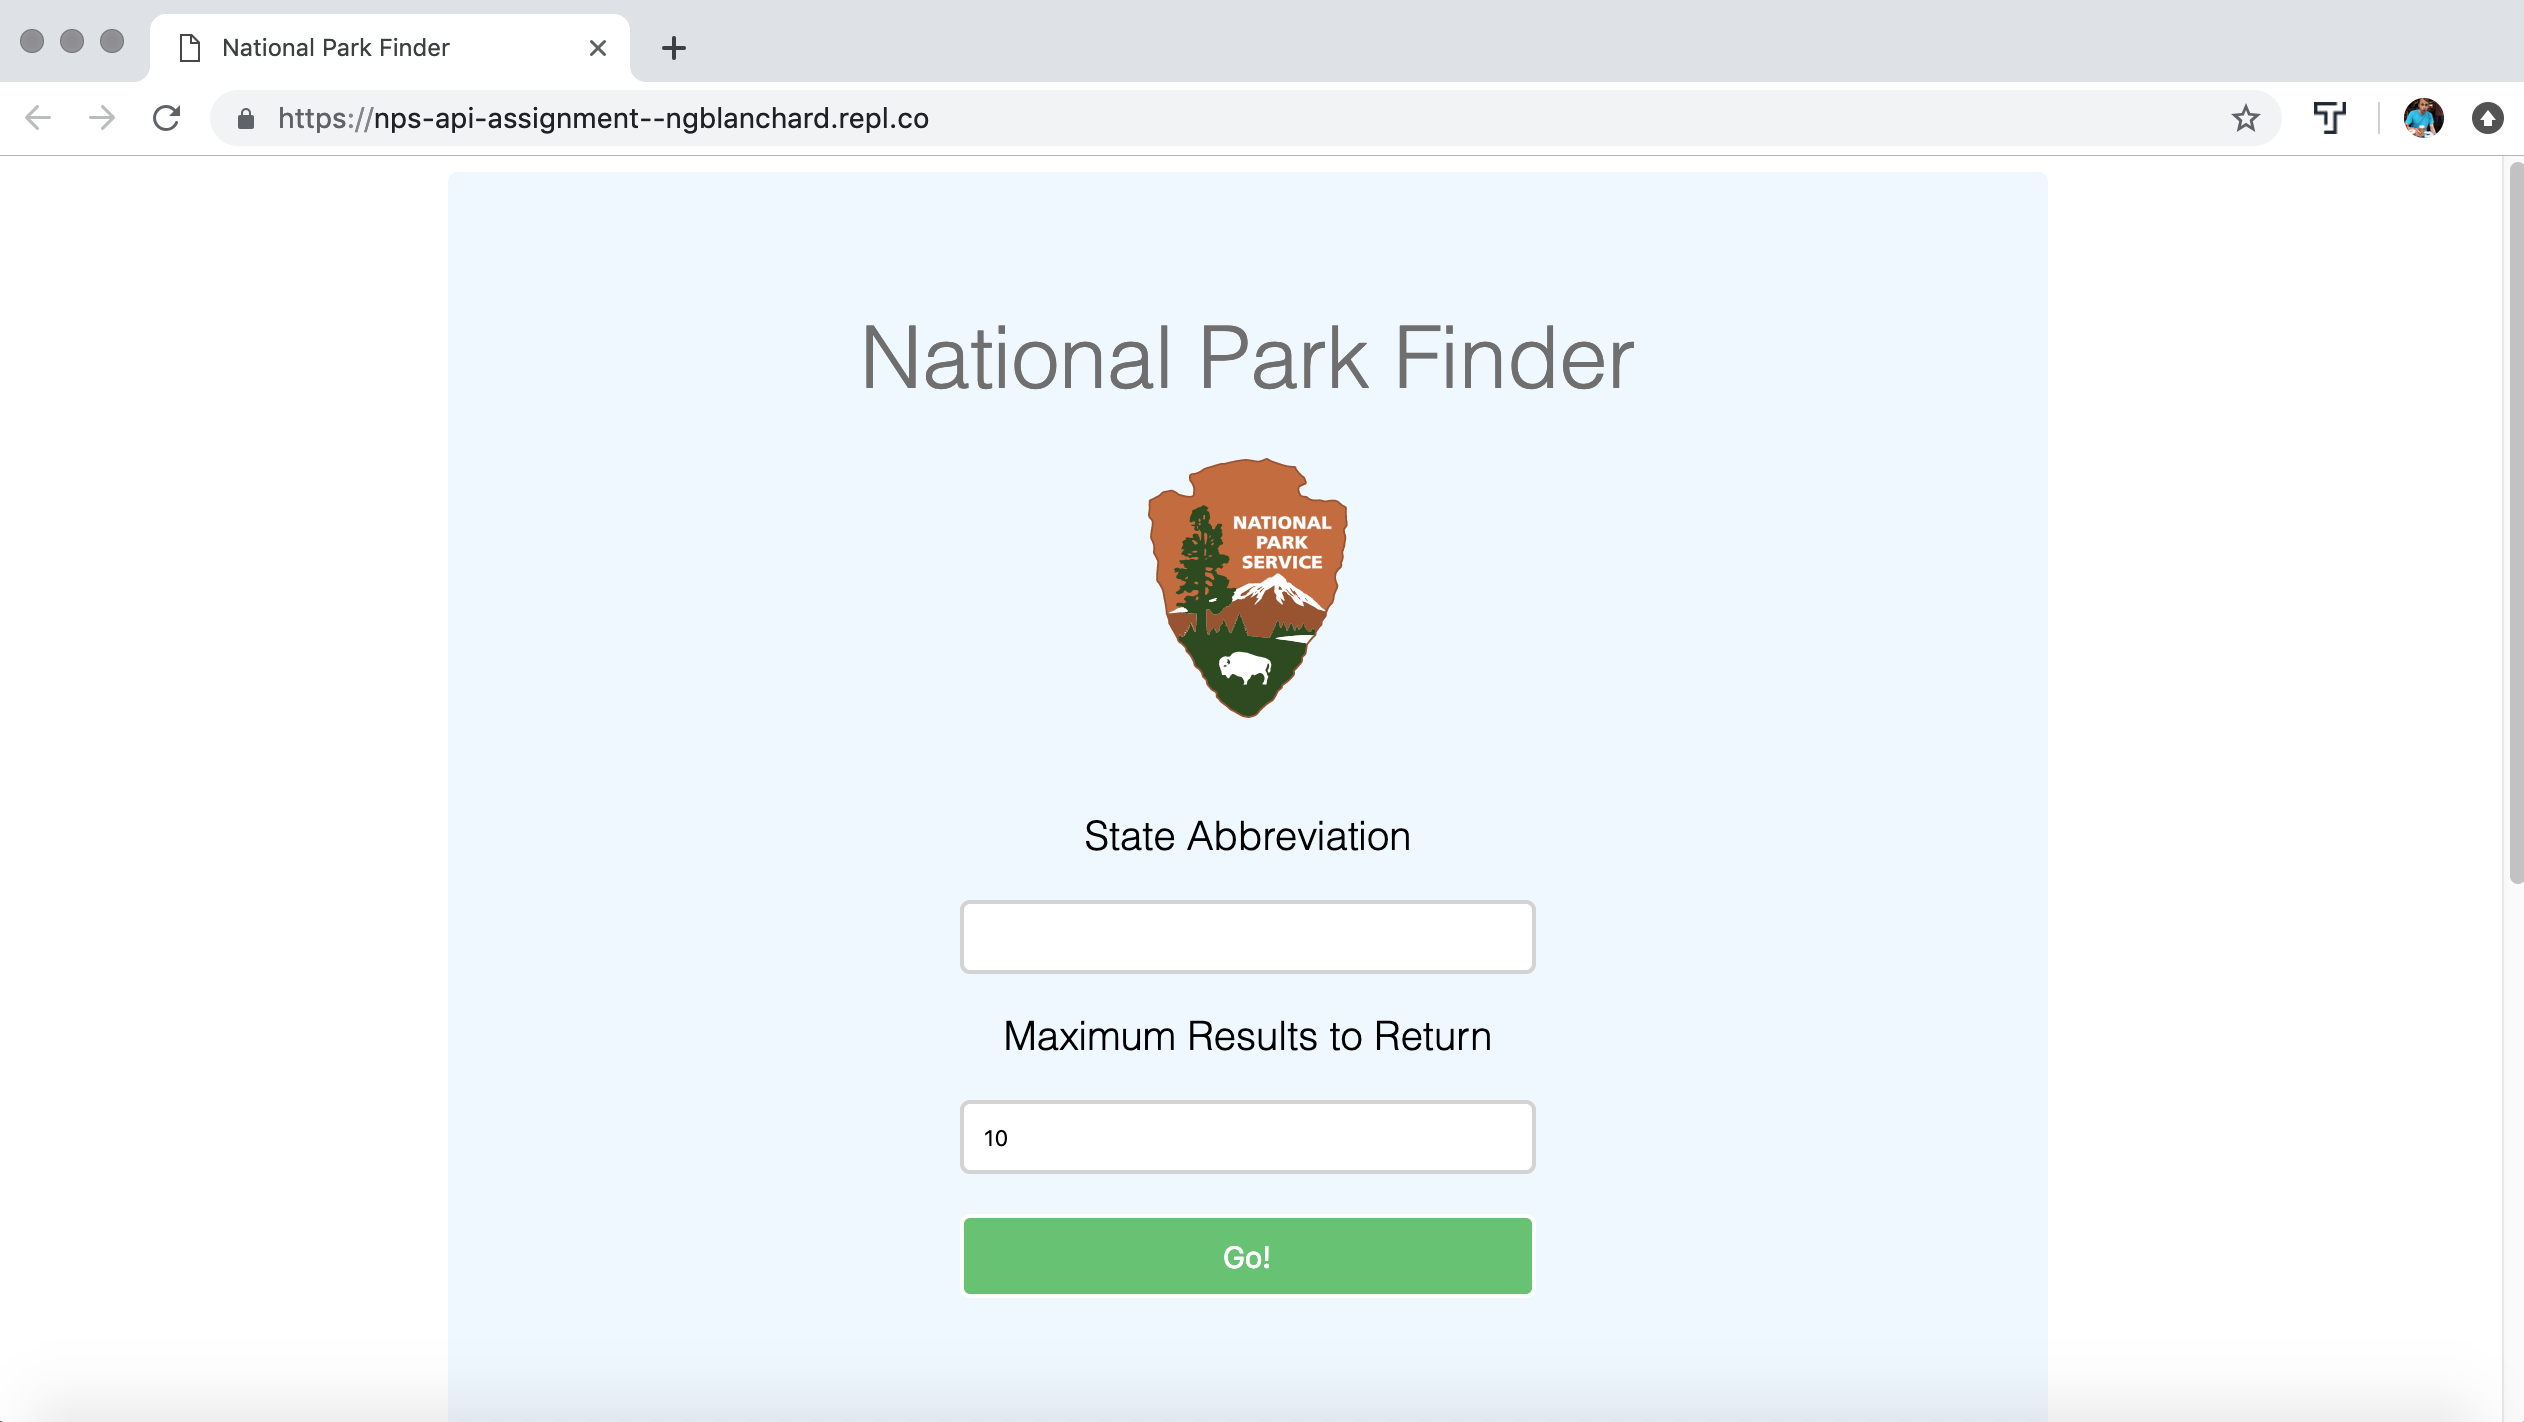 National Park Finder
https://nps-api-assignment--ngblanchard.repl.co
National Park Finder
NATIONAL
PARK
SERVICE
State Abbreviation
Maximum Results to Return
10
Go!